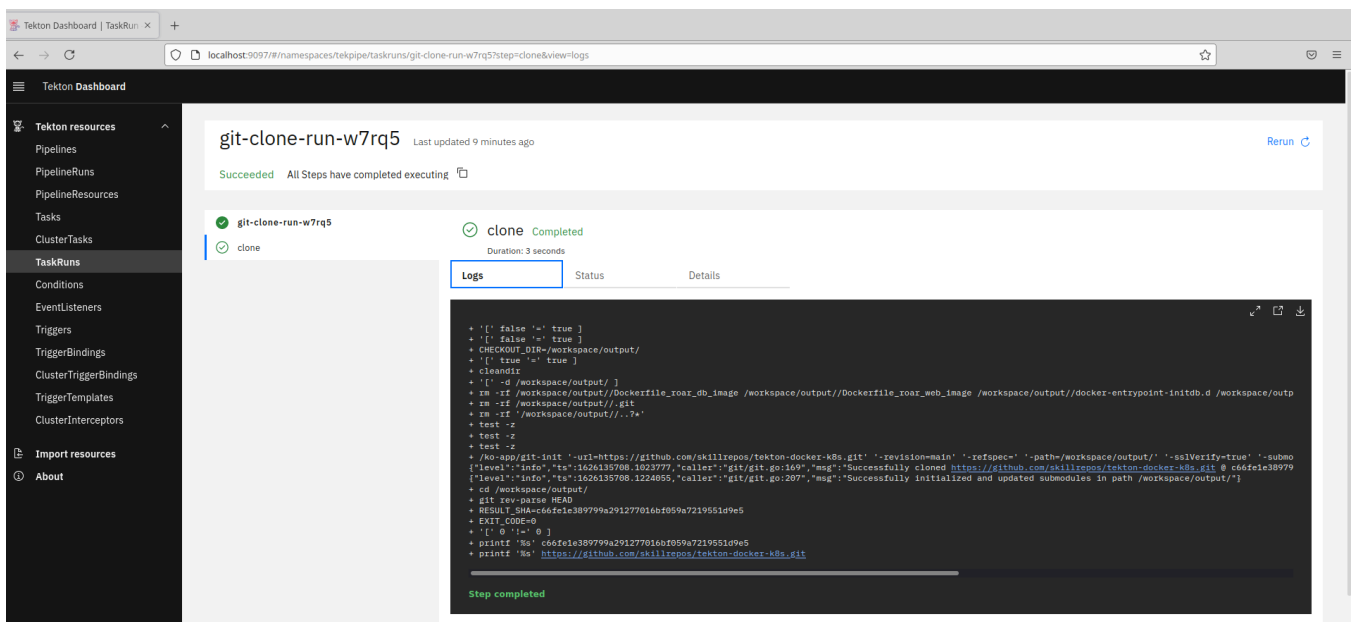 Tekton Dashboard | TaskRun
localhost:9097/#/namespaces/tekpipe/taskruns/git-clone-run-w7rq5?step=clone&view=logs
Tekton Dashboard
Tekton resources
Pipelines
PipelineRuns
PipelineResources
Tasks
ClusterTasks
TaskRuns
Conditions
EventListeners
Triggers
TriggerBindings
ClusterTriggerBindings
TriggerTemplates
ClusterInterceptors
Import resources
About
git-clone-run-w7rq5 Last updated 9 minutes ago
Rerun
Succeeded All Steps have completed executing
git-clone-run-w7rq5
clone
clone Completed
Duration: 3 seconds
Logs Status Details
+ '[' false '=' true ]
+ '[' false '=' true ]
+ CHECKOUT_DIR=/workspace/output/
+ '[' true '=' true ]
+ cleandir
+ '[' -d /workspace/output/ ]
+ rm -rf /workspace/output//Dockerfile_roar_db_image /workspace/output//Dockerfile_roar_web_image /workspace/output//docker-entrypoint-initdb.d /workspace/outp
+ rm -rf /workspace/output//.git
+ rm -rf '/workspace/output//..?*'
+ test -z
+ test -z
+ test -z
+ /ko-app/git-init '-url=https://github.com/skillrepos/tekton-docker-k8s.git' '-revision=main' '-refspec=' '-path=/workspace/output/' '-sslVerify=true' '-submo
{"level":"info","ts":1626135708.1023777,"caller":"git/git.go:169","msg":"Successfully cloned https://github.com/skillrepos/tekton-docker-k8s.git @ c66fe1e38979
{"level":"info","ts":1626135708.1224055,"caller":"git/git.go:207","msg":"Successfully initialized and updated submodules in path /workspace/output/"}
+ cd /workspace/output/
+ git rev-parse HEAD
+ RESULT_SHA=c66fe1e389799a291277016bf059a7219551d9e5
+ EXIT_CODE=0
+ '[' 0 '!=' 0 ]
+ printf '%s' c66fe1e389799a291277016bf059a7219551d9e5
+ printf '%s' https://github.com/skillrepos/tekton-docker-k8s.git
Step completed